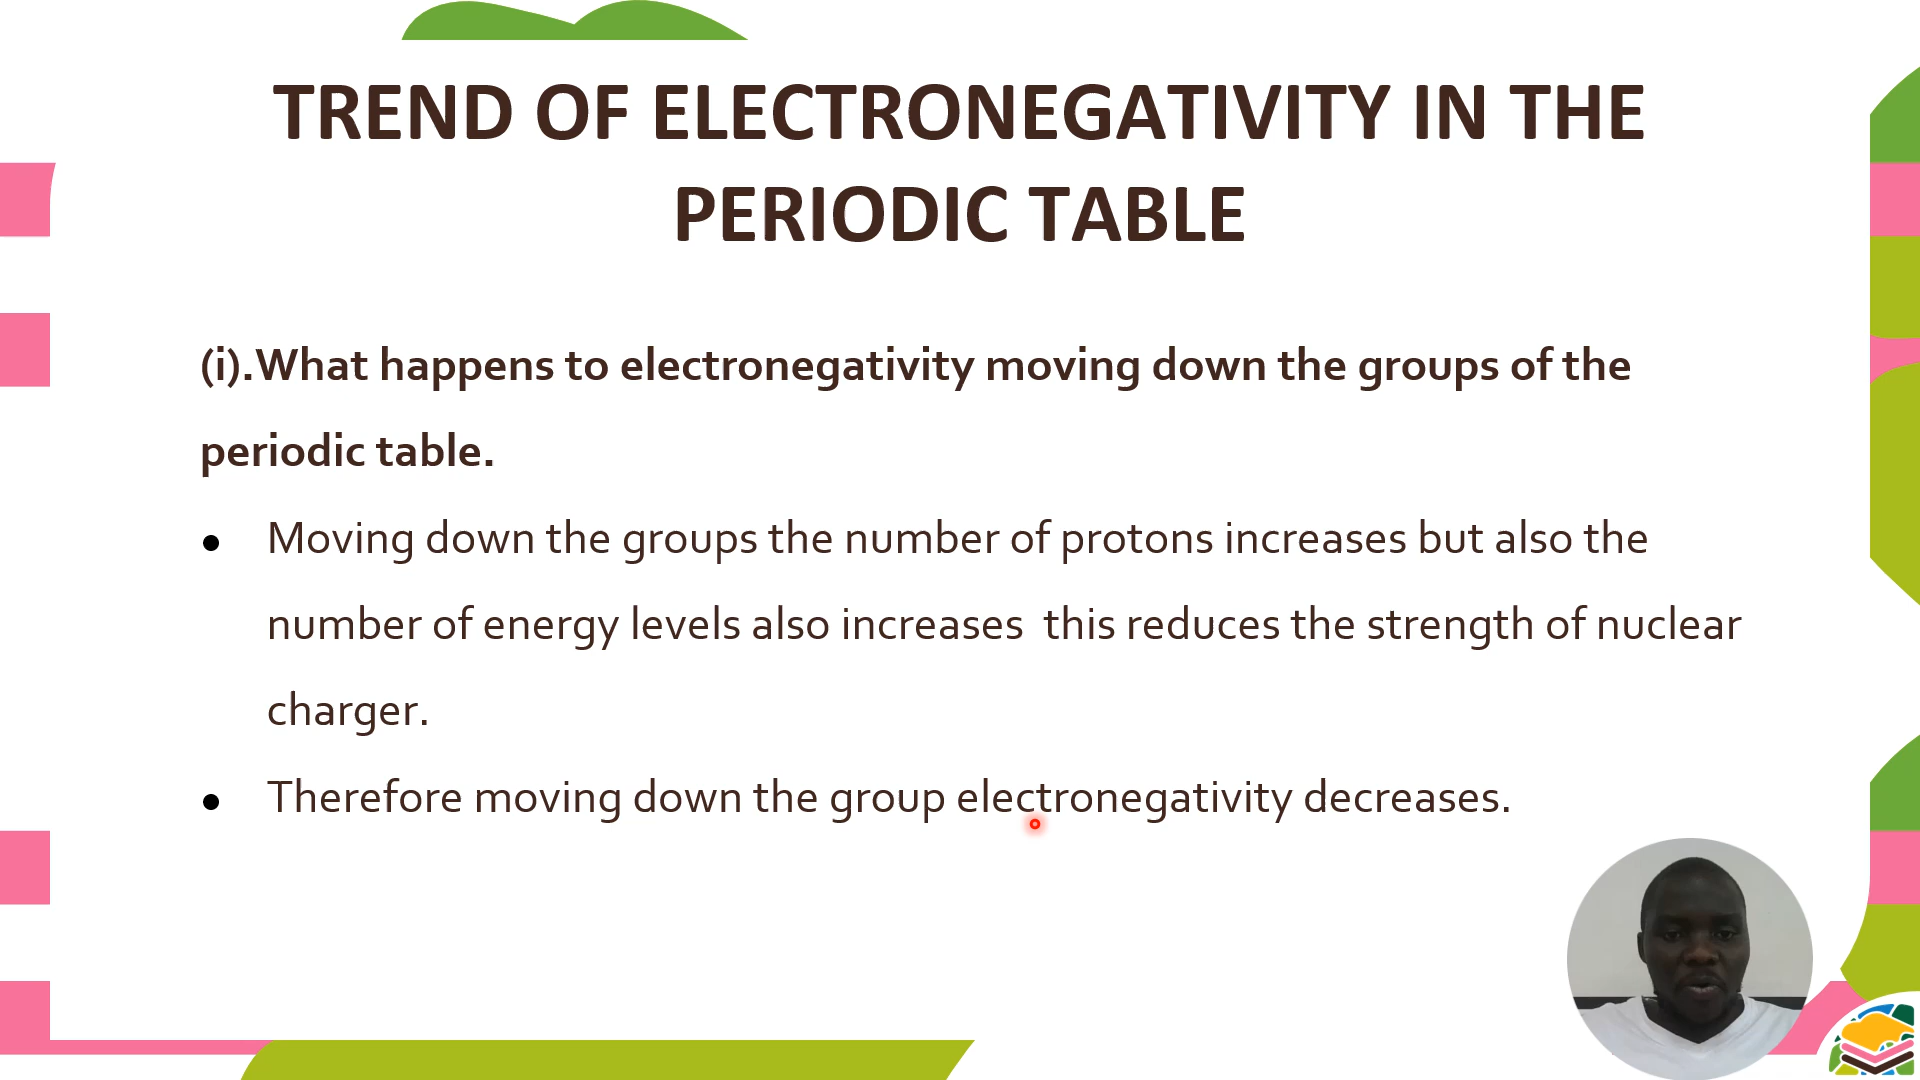 TREND OF ELECTRONEGATIVITY IN THE
PERIODIC TABLE
(i).What happens to electronegativity moving down the groups of the
periodic table.
● Moving down the groups the number of protons increases but also the
number of energy levels also increases  this reduces the strength of nuclear
charger.
● Therefore moving down the group electronegativity decreases.